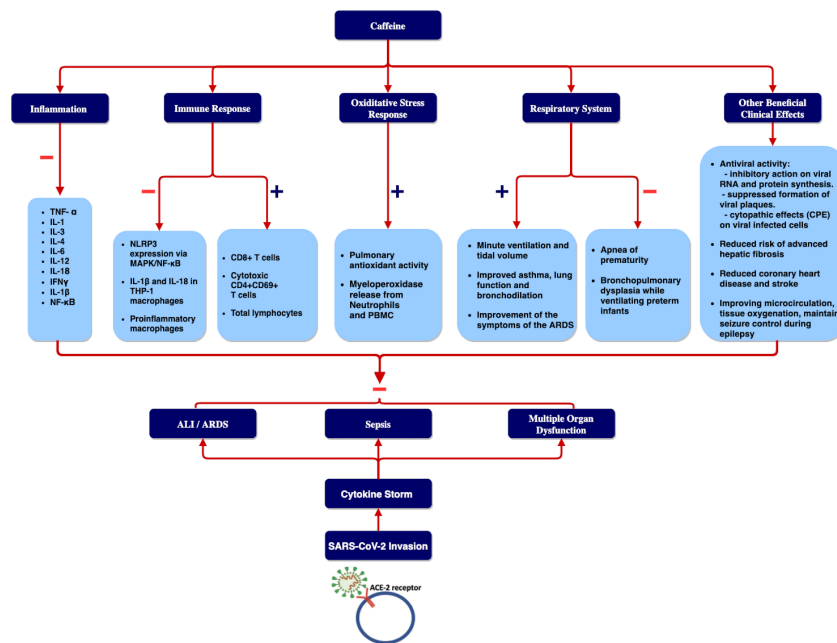 Caffeine
Inflammation
Immune Response
Oxiditative Stress
Response
Respiratory System
Other Beneficial
Clinical Effects
−
−
+
+
+
−
• TNF- α
• IL-1
• IL-3
• IL-4
• IL-6
• IL-12
• IL-18
• IFNγ
• IL-1β
• NF-κB
• NLRP3
expression via
MAPK/NF-κB
• IL-1β and IL-18 in
THP-1
macrophages
• Proinflammatory
macrophages
• CD8+ T cells
• Cytotoxic
CD4+CD69+
T cells
• Total lymphocytes
• Pulmonary
antioxidant activity
• Myeloperoxidase
release from
Neutrophils
and PBMC
• Minute ventilation and
tidal volume
• Improved asthma, lung
function and
bronchodilation
• Improvement of the
symptoms of the ARDS
• Apnea of
prematurity
• Bronchopulmonary
dysplasia while
ventilating preterm
infants
• Antiviral activity:
- inhibitory action on viral
RNA and protein synthesis.
- suppressed formation of
viral plaques.
- cytopathic effects (CPE)
on viral infected cells
• Reduced risk of advanced
hepatic fibrosis
• Reduced coronary heart
disease and stroke
• Improving microcirculation,
tissue oxygenation, maintain
seizure control during
epilepsy
−
ALI / ARDS
Sepsis
Multiple Organ
Dysfunction
Cytokine Storm
SARS-CoV-2 Invasion
ACE-2 receptor